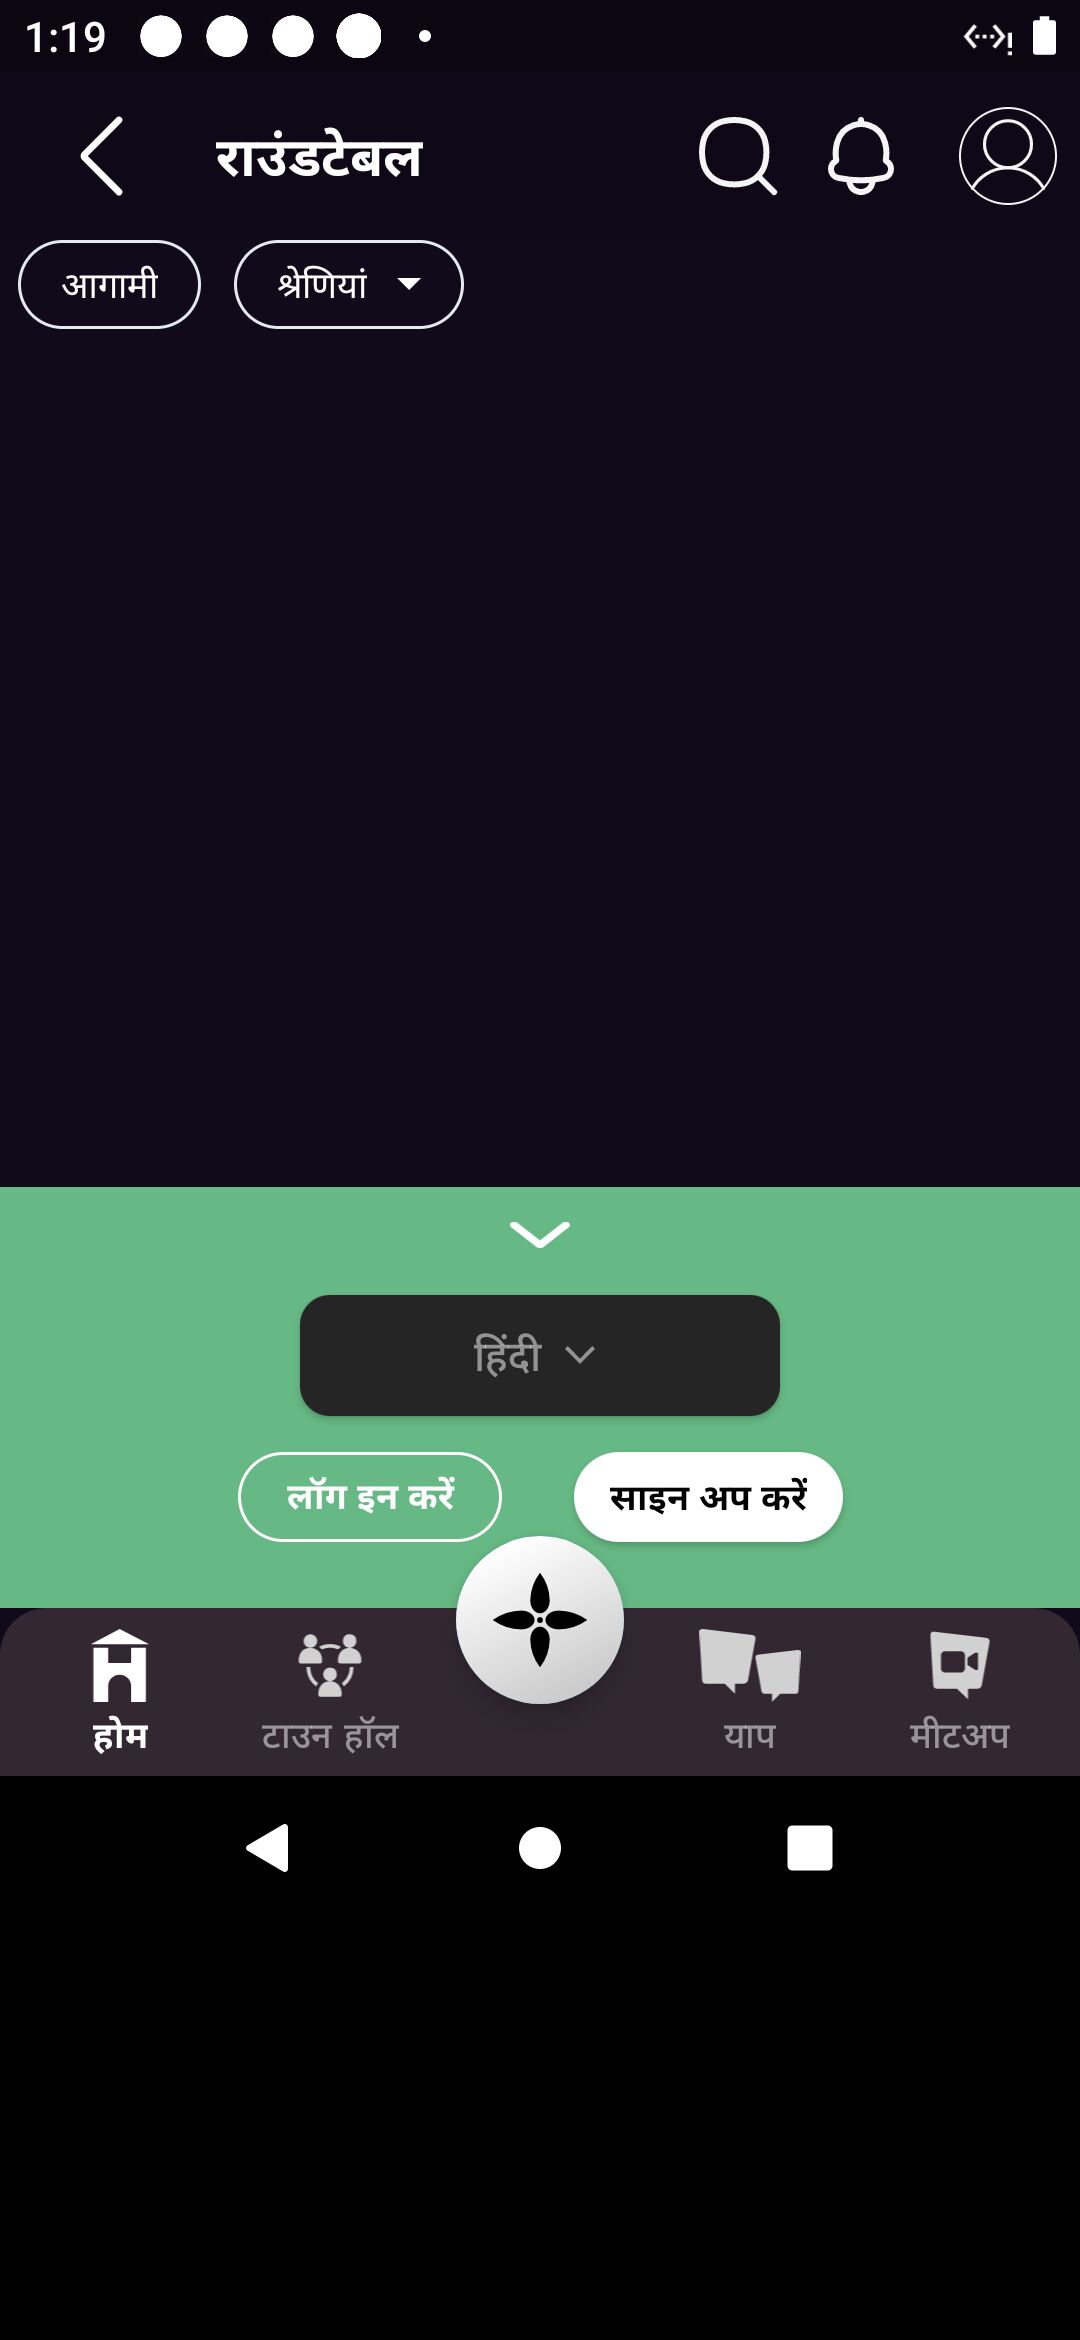 1:19
राउंडटेबल
आगामी
श्रेणियां
हिंदी
लॉग इन करें
साइन अप करें
होम
टाउन हॉल
याप
मीटअप